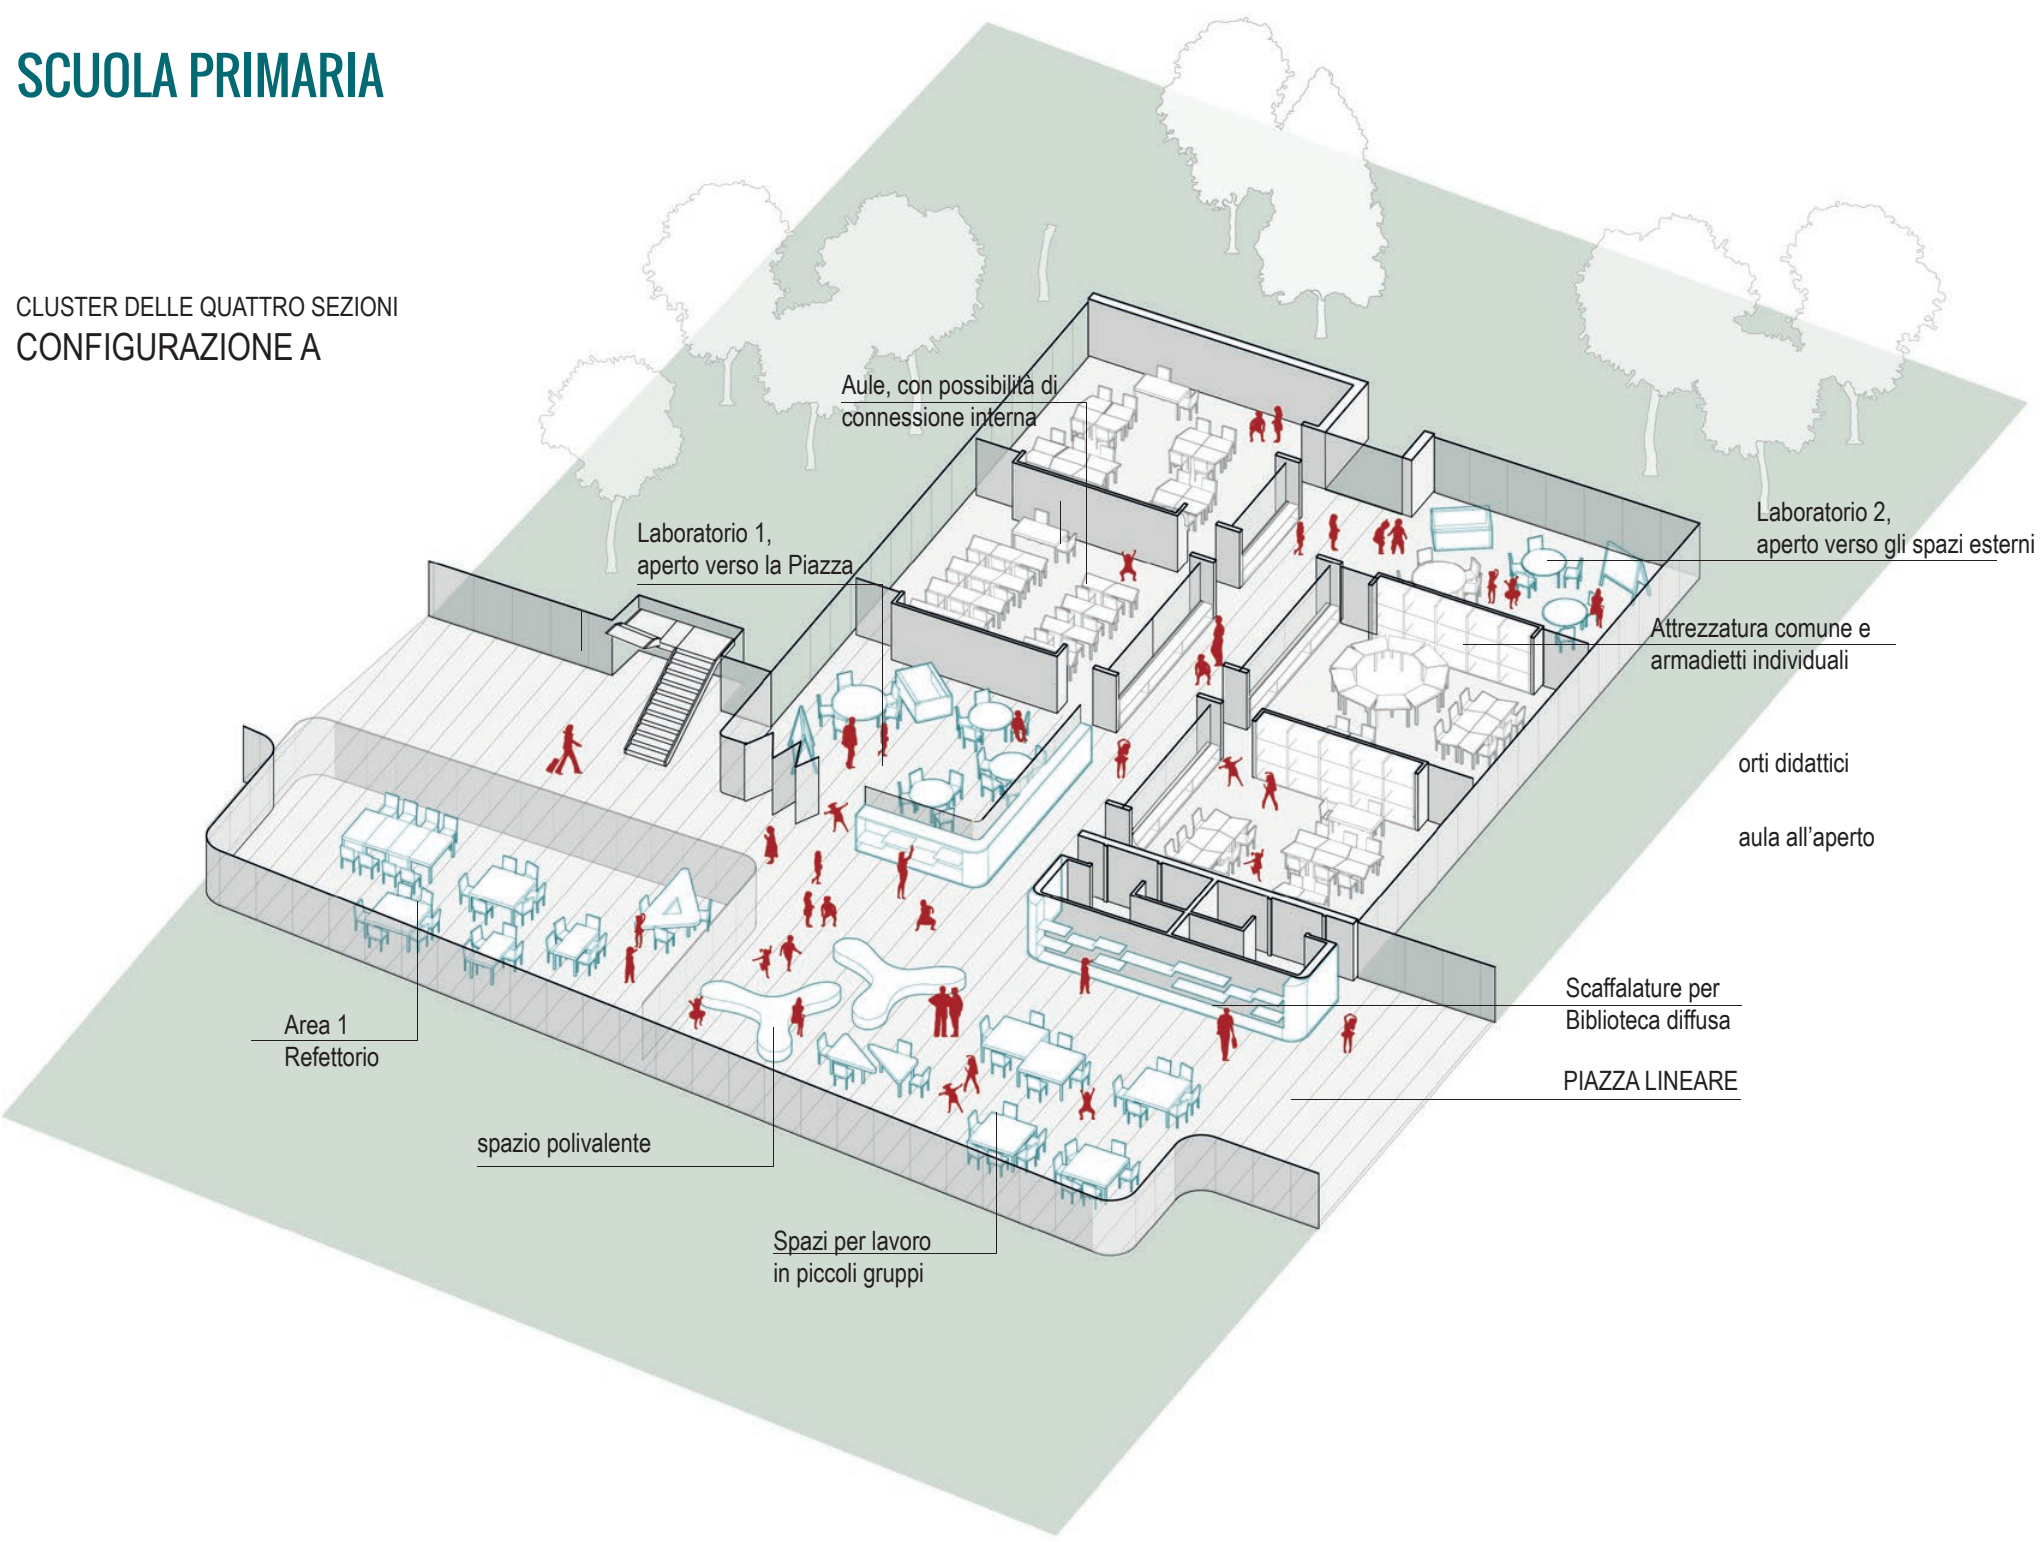 SCUOLA PRIMARIA
CLUSTER DELLE QUATTRO SEZIONI
CONFIGURAZIONE A
Aule, con possibilità di
connessione interna
Laboratorio 1,
aperto verso la Piazza
Laboratorio 2,
aperto verso gli spazi esterni
Attrezzatura comune e
armadietti individuali
orti didattici
aula all'aperto
Scaffalature per
Biblioteca diffusa
PIAZZA LINEARE
Area 1
Refettorio
spazio polivalente
Spazi per lavoro
in piccoli gruppi